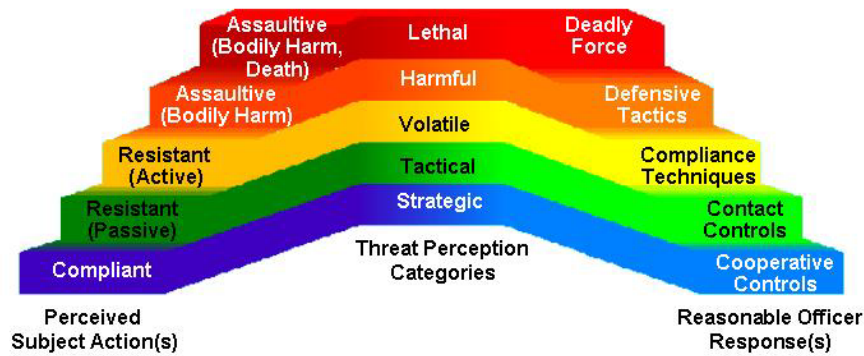 Assaultive
(Bodily Harm,
Death)
Lethal
Deadly
Force
Assaultive
(Bodily Harm)
Harmful
Defensive
Tactics
Resistant
(Active)
Volatile
Compliance
Techniques
Resistant
(Passive)
Tactical
Contact
Controls
Compliant
Strategic
Cooperative
Controls
Perceived
Subject Action(s)
Threat Perception
Categories
Reasonable Officer
Response(s)